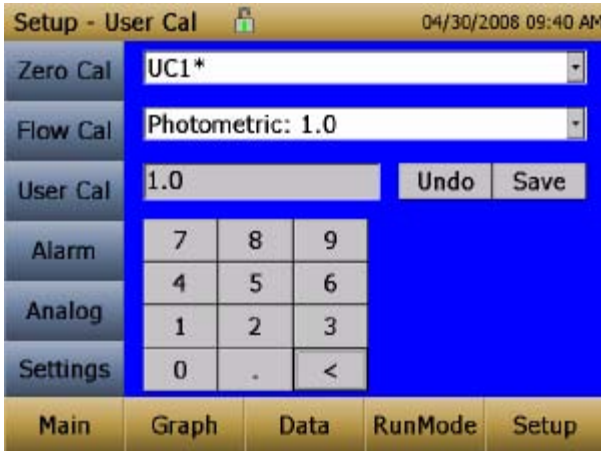 Setup - User Cal 04/30/2008 09:40 AM
Zero Cal
UC1*
Flow Cal
Photometric: 1.0
User Cal
1.0 Undo Save
Alarm
7 8 9
4 5 6
Analog
1 2 3
Settings
0 . <
Main Graph Data RunMode Setup